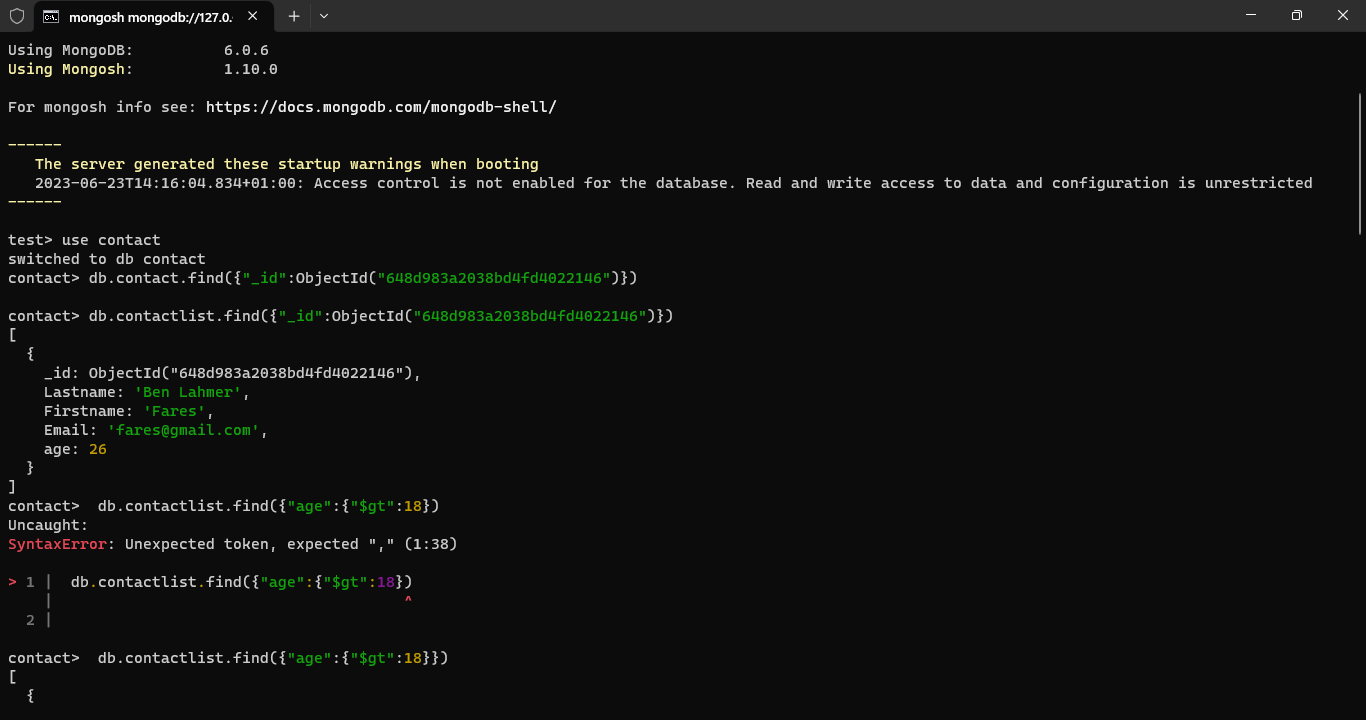 mongosh mongodb://127.0.
Using MongoDB: 6.0.6
Using Mongosh: 1.10.0
For mongosh info see: https://docs.mongodb.com/mongodb-shell/
------
The server generated these startup warnings when booting
2023-06-23T14:16:04.834+01:00: Access control is not enabled for the database. Read and write access to data and configuration is unrestricted
------
test> use contact
switched to db contact
contact> db.contact.find({"_id":ObjectId("648d983a2038bd4fd4022146")})
contact> db.contactlist.find({"_id":ObjectId("648d983a2038bd4fd4022146")})
[
{
_id: ObjectId("648d983a2038bd4fd4022146"),
Lastname: 'Ben Lahmer',
Firstname: 'Fares',
Email: 'fares@gmail.com',
age: 26
}
]
contact>  db.contactlist.find({"age":{"$gt":18})
Uncaught:
SyntaxError: Unexpected token, expected "," (1:38)
> 1 |  db.contactlist.find({"age":{"$gt":18})
|                                       ^
2 |
contact>  db.contactlist.find({"age":{"$gt":18}})
[
{